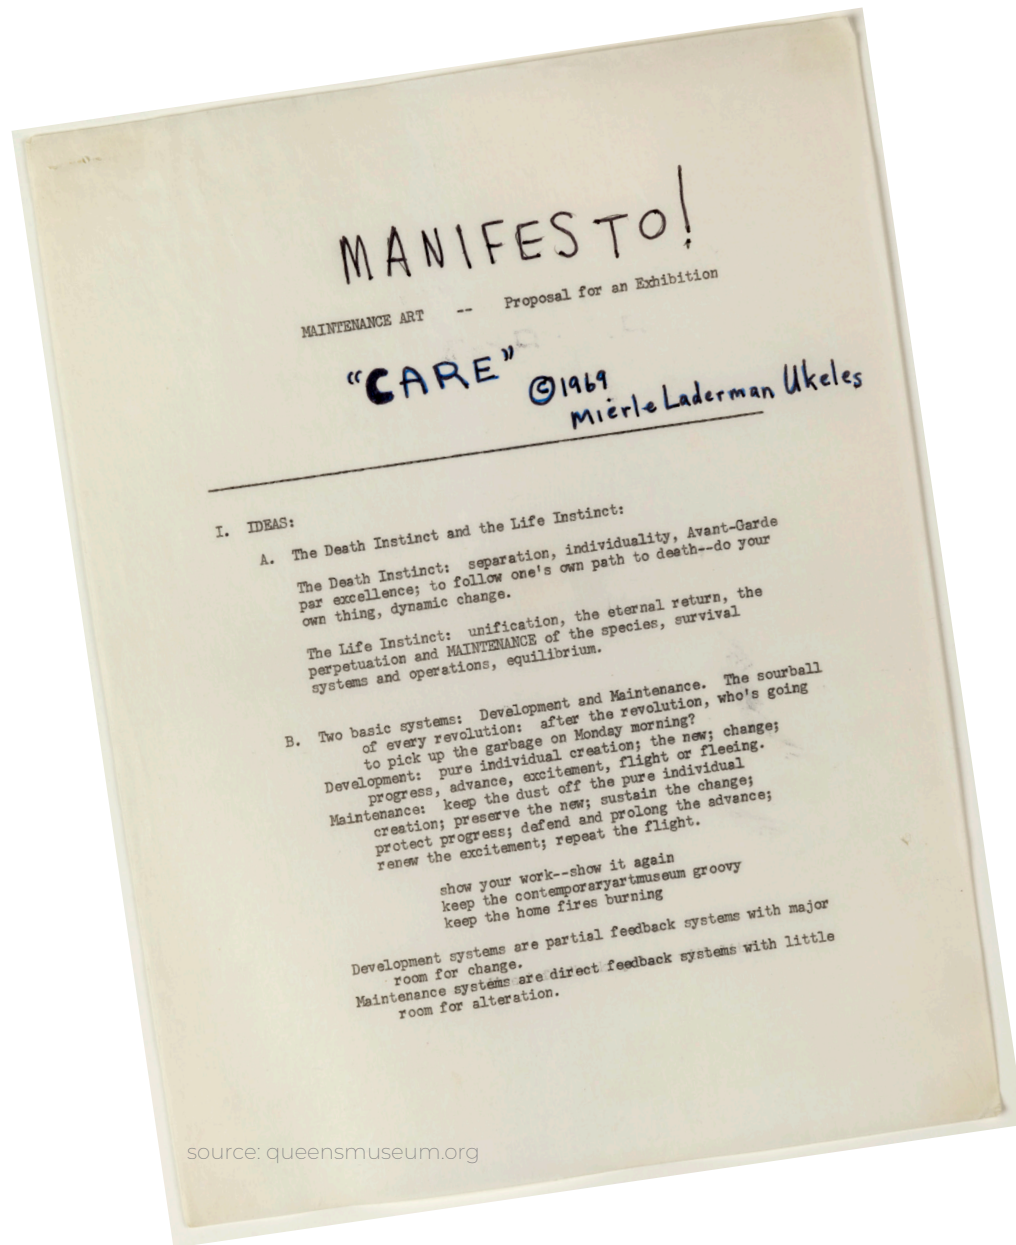 MANIFESTO!
MAINTENANCE ART -- Proposal for an Exhibition
"CARE" ©1969
Mierle Laderman Ukeles
I. IDEAS:
A. The Death Instinct and the Life Instinct:
The Death Instinct: separation, individuality, Avant-Garde
par excellence; to follow one's own path to death--do your
own thing, dynamic change.
The Life Instinct: unification, the eternal return, the
perpetuation and MAINTENANCE of the species, survival
systems and operations, equilibrium.
B. Two basic systems: Development and Maintenance. The sourball
of every revolution: after the revolution, who's going
to pick up the garbage on Monday morning?
Development: pure individual creation; the new; change;
progress, advance, excitement, flight or fleeing.
Maintenance: keep the dust off the pure individual
creation; preserve the new; sustain the change;
protect progress; defend and prolong the advance;
renew the excitement; repeat the flight.
show your work--show it again
keep the contemporaryartmuseum groovy
keep the home fires burning
Development systems are partial feedback systems with major
room for change.
Maintenance systems are direct feedback systems with little
room for alteration.
source: queensmuseum.org